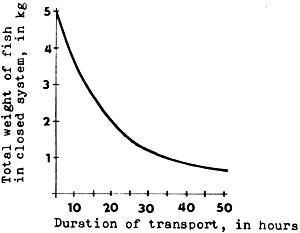 Total weight of fish
in closed system, in kg
5
4
3
2
1
10 20 30 40 50
Duration of transport, in hours